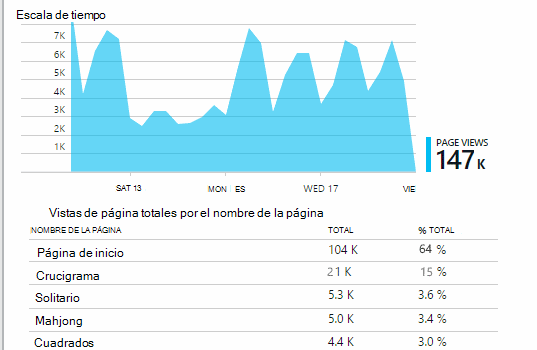 Escala de tiempo
7K
6K
5K
4K
3K
2K
1K
SAT 13
MON ES
WED 17
VIE
PAGE VIEWS
147 K
Vistas de página totales por el nombre de la página
NOMBRE DE LA PÁGINA TOTAL % TOTAL
Página de inicio 104 K 64 %
Crucigrama 21 K 15 %
Solitario 5.3 K 3.6 %
Mahjong 5.0 K 3.4 %
Cuadrados 4.4 K 3.0 %